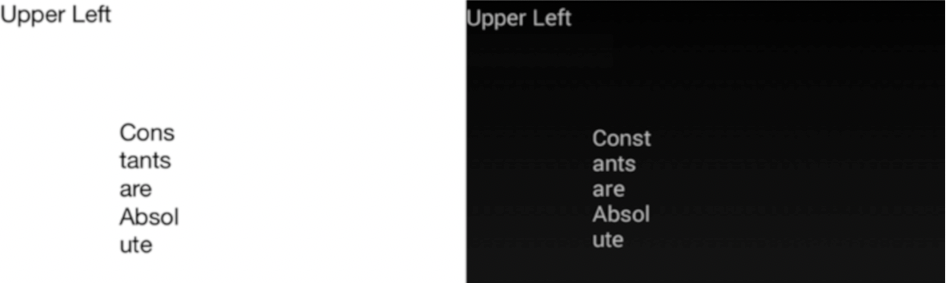 Upper Left
Cons
tants
are
Absol
ute
Upper Left
Const
ants
are
Absol
ute